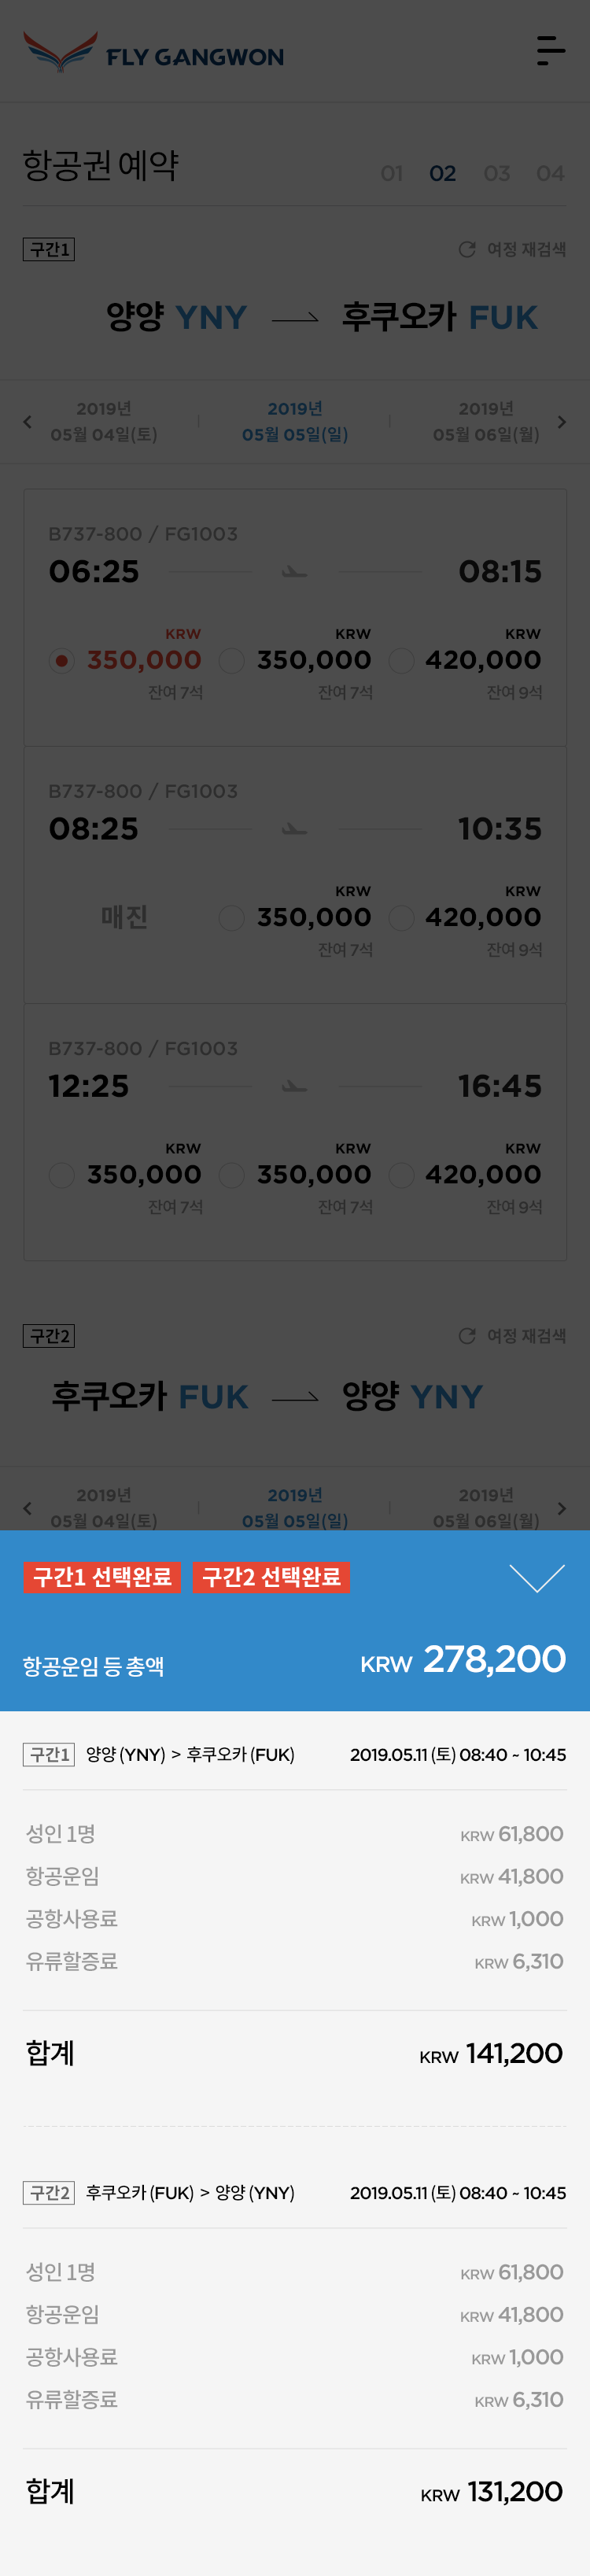 FLY GANGWON
항공권 예약 01 02 03 04
구간1 여정 재검색
양양 YNY 후쿠오카 FUK
2019년 2019년 2019년
05월 04일(토) 05월 05일(일) 05월 06일(월)
B737-800 / FG1003
06:25 08:15
KRW KRW KRW
350,000 350,000 420,000
잔여 7석 잔여 7석 잔여 9석
B737-800 / FG1003
08:25 10:35
KRW KRW
매진 350,000 420,000
잔여 7석 잔여 9석
B737-800 / FG1003
12:25 16:45
KRW KRW KRW
350,000 350,000 420,000
잔여 7석 잔여 7석 잔여 9석
구간2 여정 재검색
후쿠오카 FUK 양양 YNY
2019년 2019년 2019년
05월 04일(토) 05월 05일(일) 05월 06일(월)
구간1 선택완료 구간2 선택완료
항공운임 등 총액 KRW 278,200
구간1 양양 (YNY) > 후쿠오카 (FUK) 2019.05.11 (토) 08:40 ~ 10:45
성인 1명 KRW 61,800
항공운임 KRW 41,800
공항사용료 KRW 1,000
유류할증료 KRW 6,310
합계 KRW 141,200
구간2 후쿠오카 (FUK) > 양양 (YNY) 2019.05.11 (토) 08:40 ~ 10:45
성인 1명 KRW 61,800
항공운임 KRW 41,800
공항사용료 KRW 1,000
유류할증료 KRW 6,310
합계 KRW 131,200